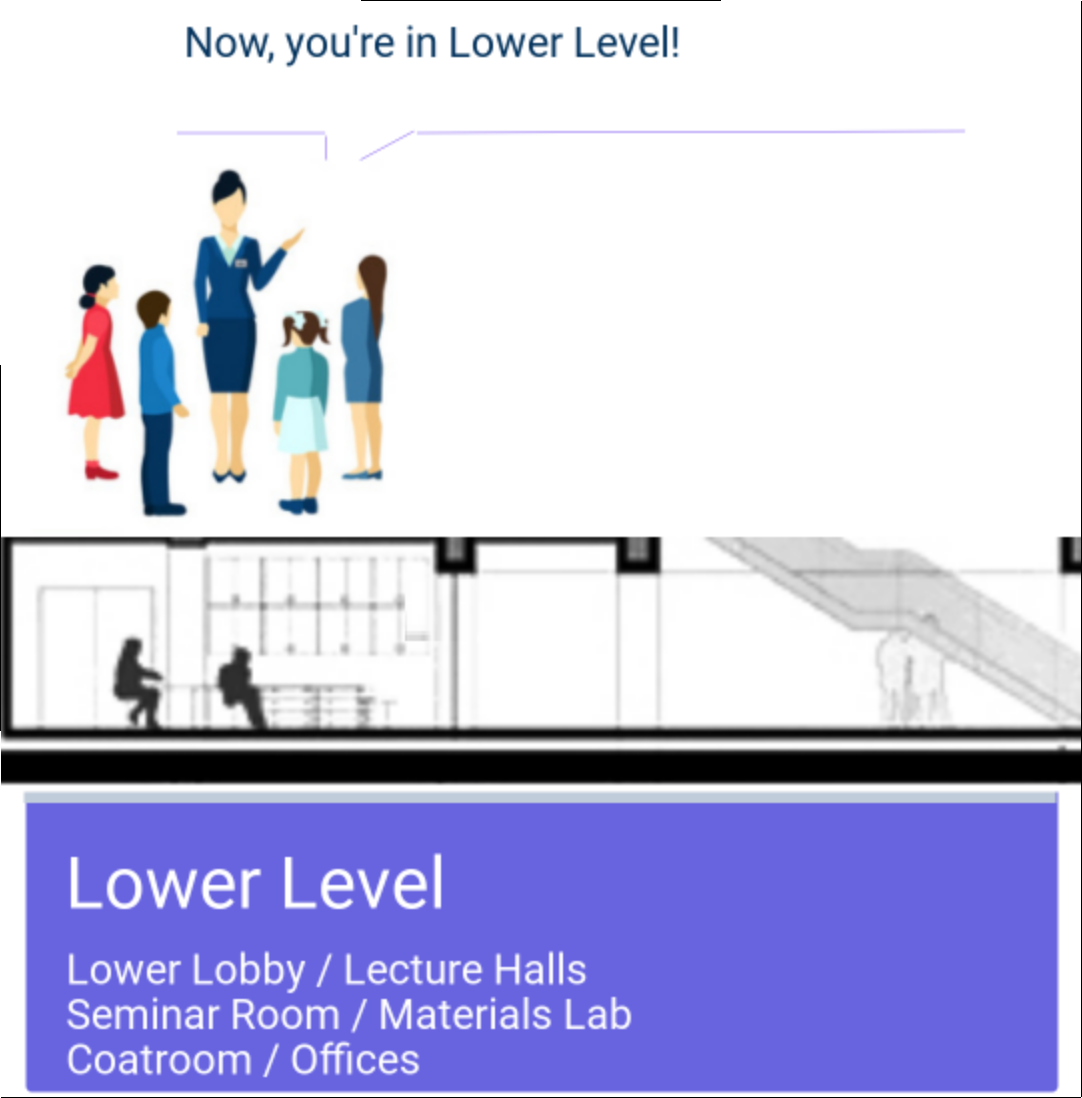 Now, you're in Lower Level!
Lower Level
Lower Lobby / Lecture Halls
Seminar Room / Materials Lab
Coatroom / Offices